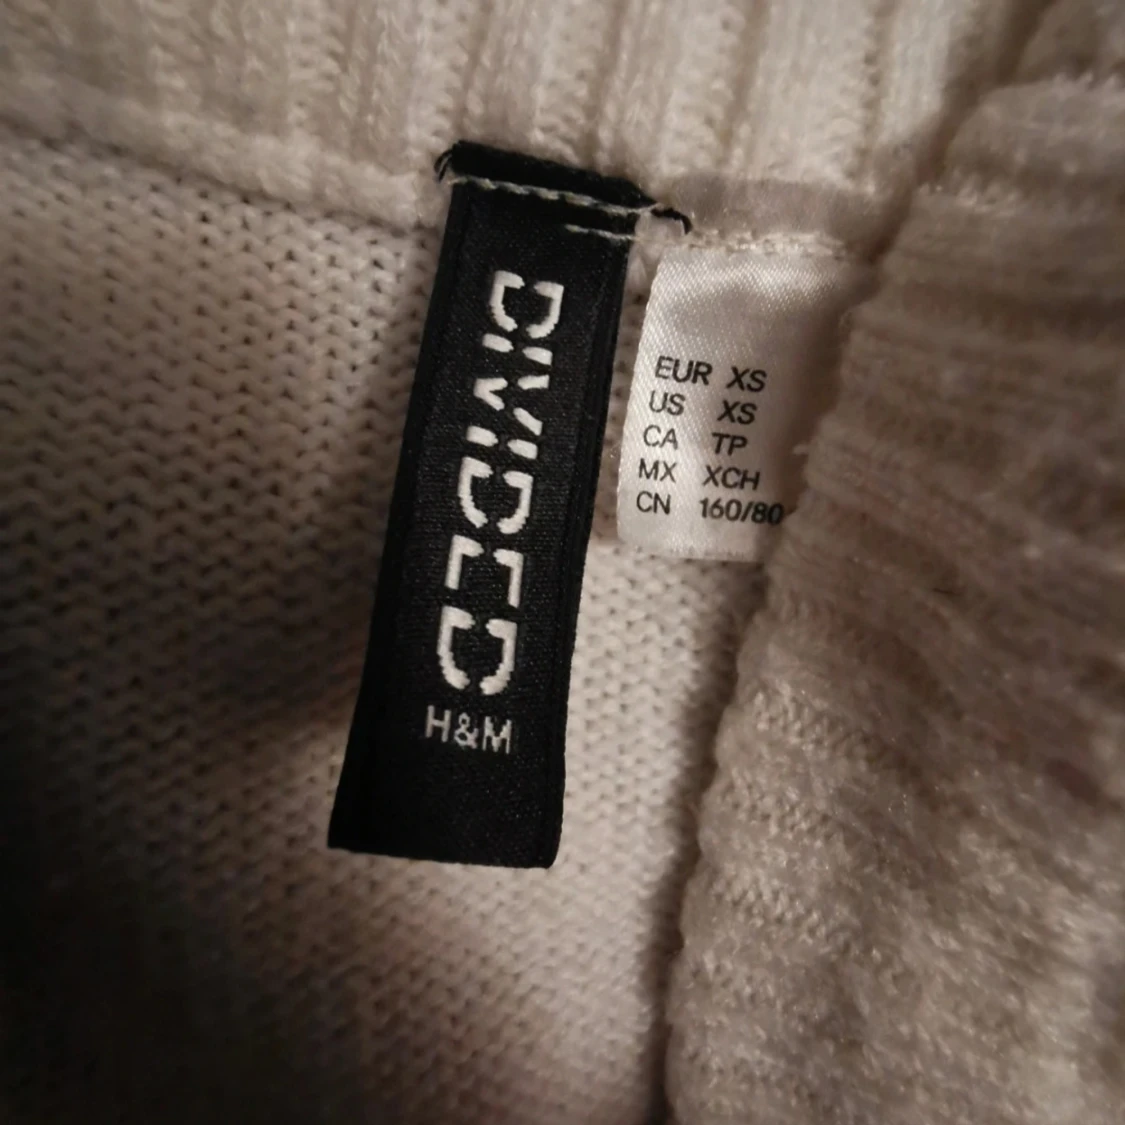 DIVIDED
H&M
EUR XS
US XS
CA TP
MX XCH
CN 160/80